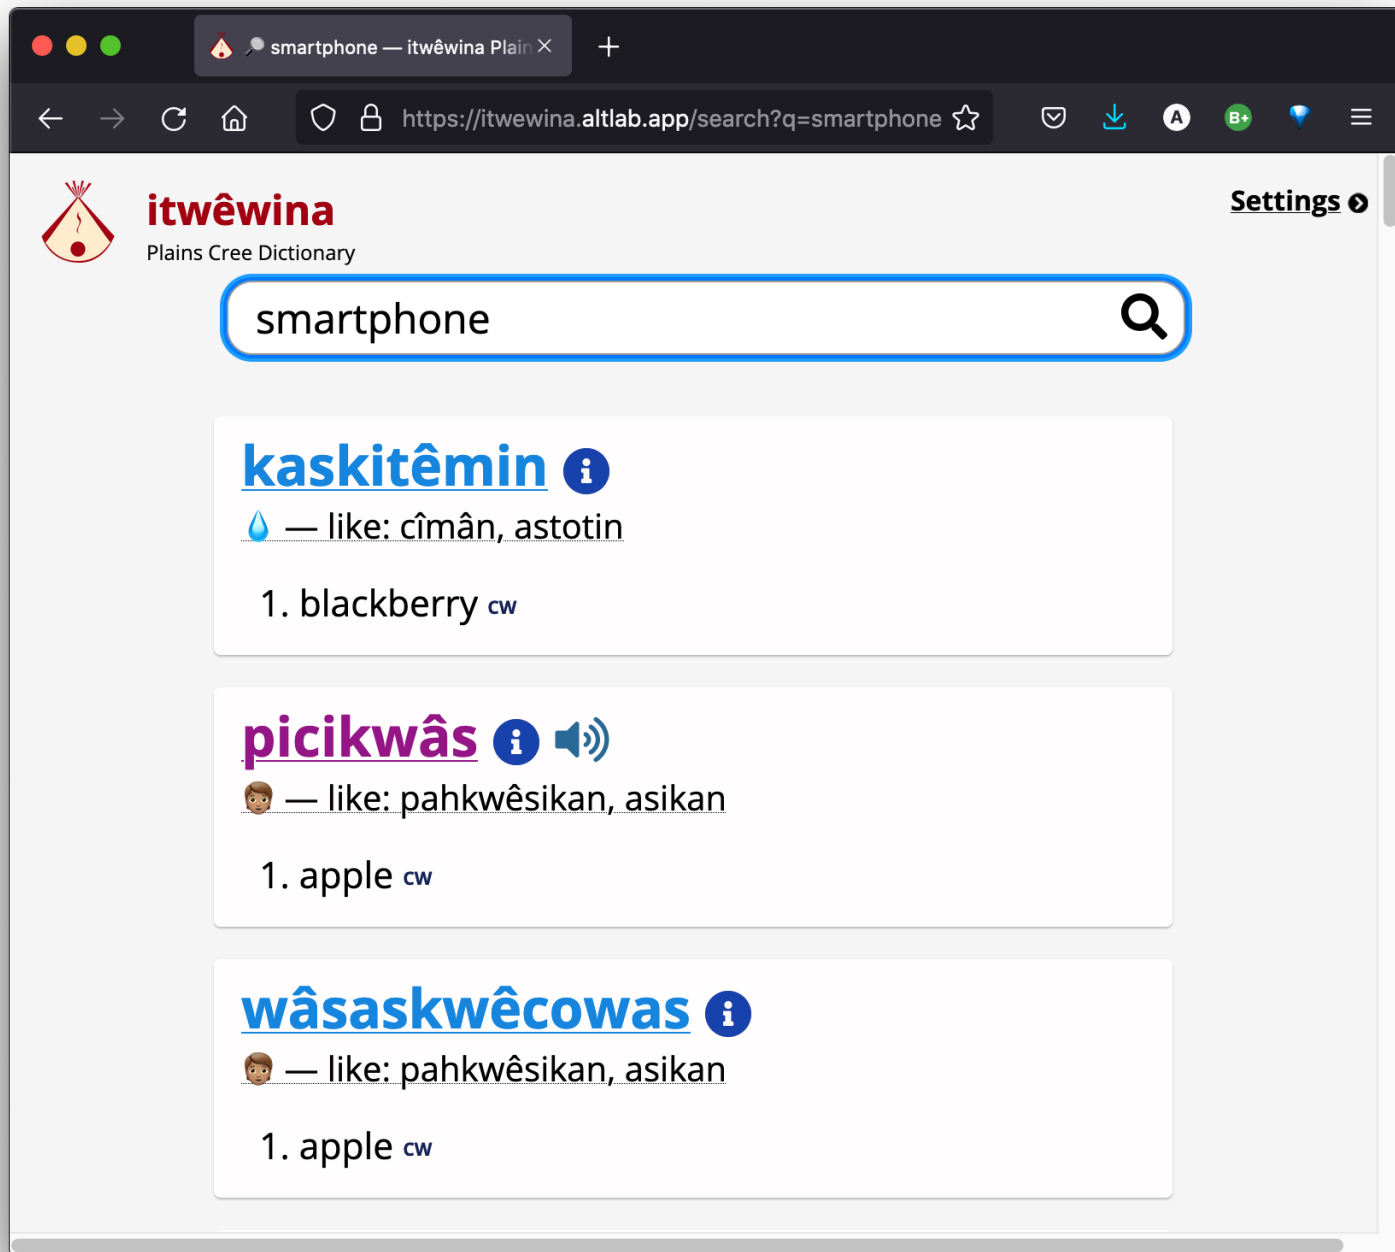 smartphone — itwêwina Plain
https://itwewina.altlab.app/search?q=smartphone
A
B+
itwêwina
Plains Cree Dictionary
Settings
smartphone
kaskitêmin
— like: cîmân, astotin
1. blackberry CW
picikwâs
— like: pahkwêsikan, asikan
1. apple CW
wâsaskwêcowas
— like: pahkwêsikan, asikan
1. apple CW